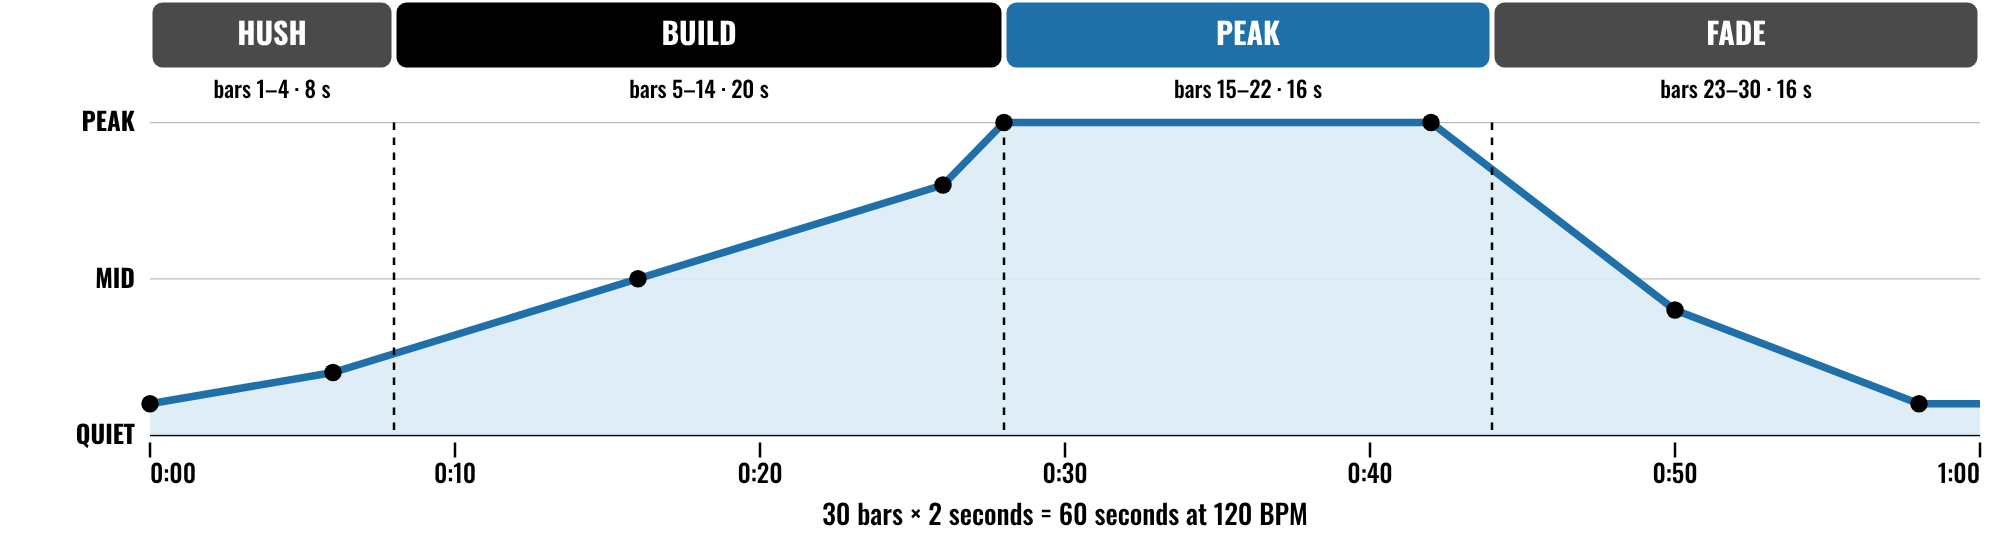 HUSH BUILD PEAK FADE
bars 1–4 · 8 s bars 5–14 · 20 s bars 15–22 · 16 s bars 23–30 · 16 s
PEAK
MID
QUIET
0:00 0:10 0:20 0:30 0:40 0:50 1:00
30 bars × 2 seconds = 60 seconds at 120 BPM